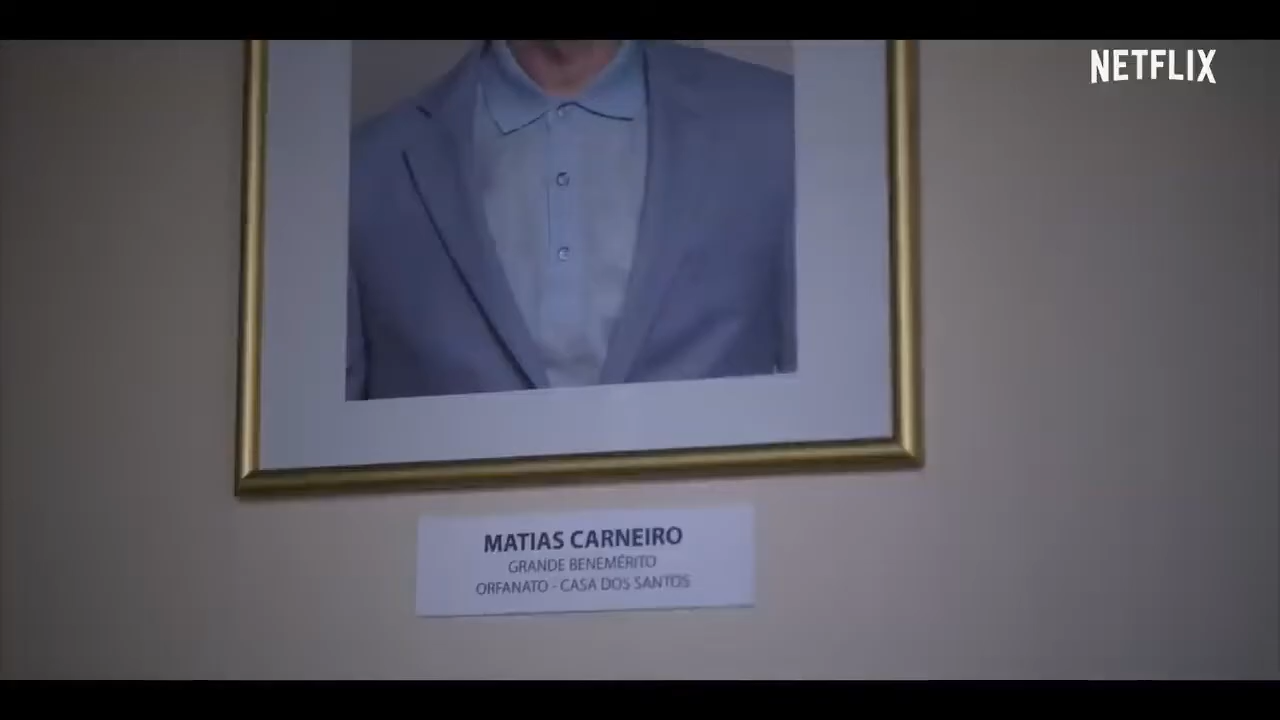 NETFLIX
MATIAS CARNEIRO
GRANDE BENEMÉRITO
ORFANATO - CASA DOS SANTOS